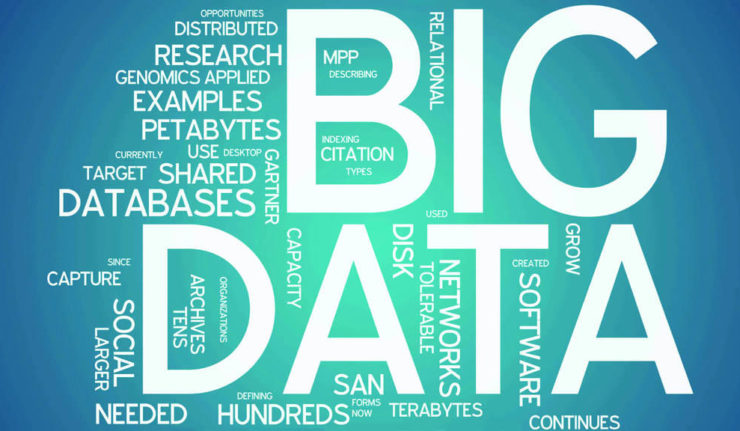 BIG
DATA
OPPORTUNITIES
DISTRIBUTED
RESEARCH
GENOMICS APPLIED
EXAMPLES
PETABYTES
CURRENTLY
USE
DESKTOP
TARGET
SHARED
DATABASES
GARTNER
MPP
DESCRIBING
INDEXING
CITATION
TYPES
RELATIONAL
USED
SINCE
CAPTURE
SOCIAL
LARGER
ARCHIVES
TENS
ORGANIZATIONS
CAPACITY
DISK
TOLERABLE
NETWORKS
CREATED
SOFTWARE
GROW
NEEDED
DEFINING
HUNDREDS
SAN
FORMS
NOW
TERABYTES
CONTINUES